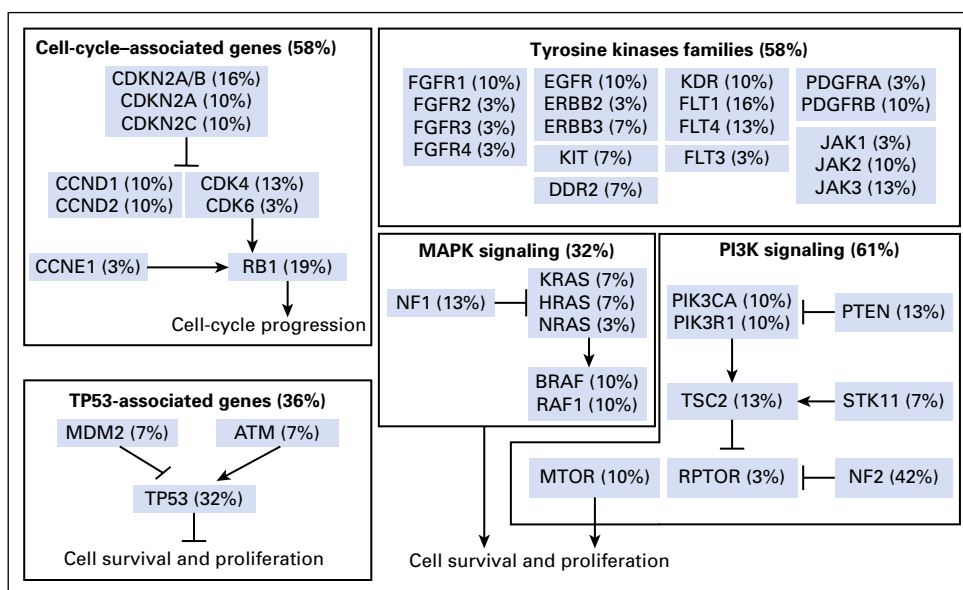 Cell-cycle–associated genes (58%)
CDKN2A/B (16%)
CDKN2A (10%)
CDKN2C (10%)
CCND1 (10%)
CCND2 (10%)
CDK4 (13%)
CDK6 (3%)
CCNE1 (3%)
RB1 (19%)
Cell-cycle progression
Tyrosine kinases families (58%)
FGFR1 (10%)
FGFR2 (3%)
FGFR3 (3%)
FGFR4 (3%)
EGFR (10%)
ERBB2 (3%)
ERBB3 (7%)
KIT (7%)
DDR2 (7%)
KDR (10%)
FLT1 (16%)
FLT4 (13%)
FLT3 (3%)
PDGFRA (3%)
PDGFRB (10%)
JAK1 (3%)
JAK2 (10%)
JAK3 (13%)
TP53-associated genes (36%)
MDM2 (7%)
ATM (7%)
TP53 (32%)
Cell survival and proliferation
MAPK signaling (32%)
NF1 (13%)
KRAS (7%)
HRAS (7%)
NRAS (3%)
BRAF (10%)
RAF1 (10%)
PI3K signaling (61%)
PIK3CA (10%)
PIK3R1 (10%)
PTEN (13%)
TSC2 (13%)
STK11 (7%)
MTOR (10%)
RPTOR (3%)
NF2 (42%)
Cell survival and proliferation